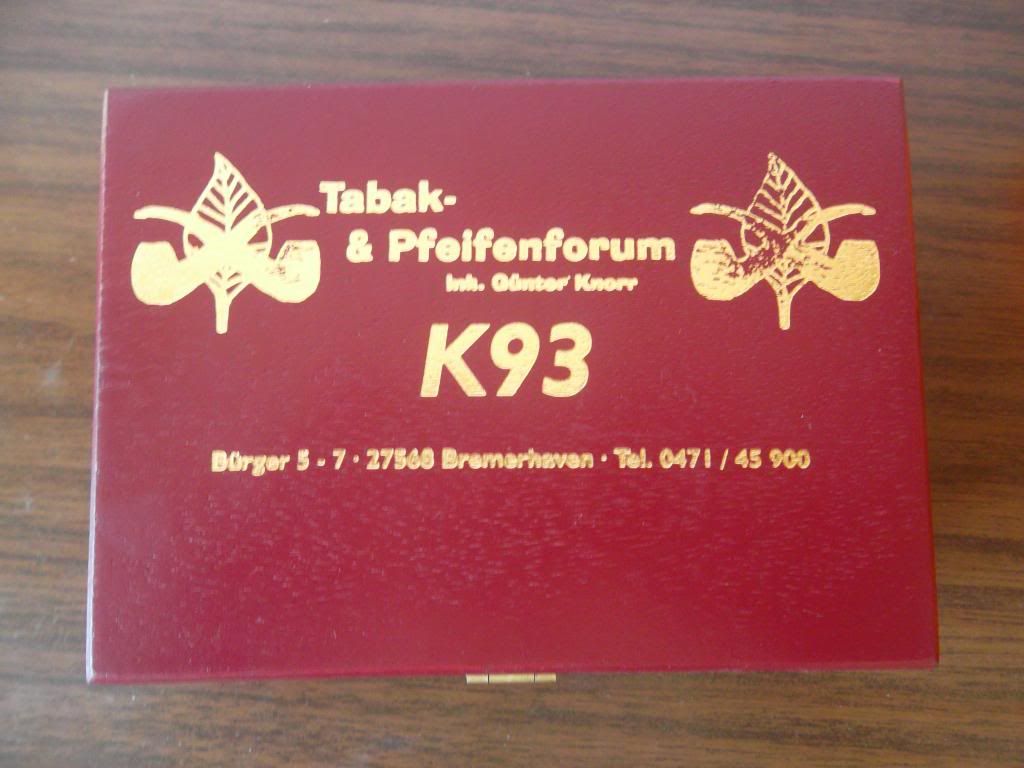 Tabak-
& Pfeifenforum
Inh. Günter Knorr
K93
Bürger 5 - 7 · 27568 Bremerhaven · Tel. 0471 / 45 900